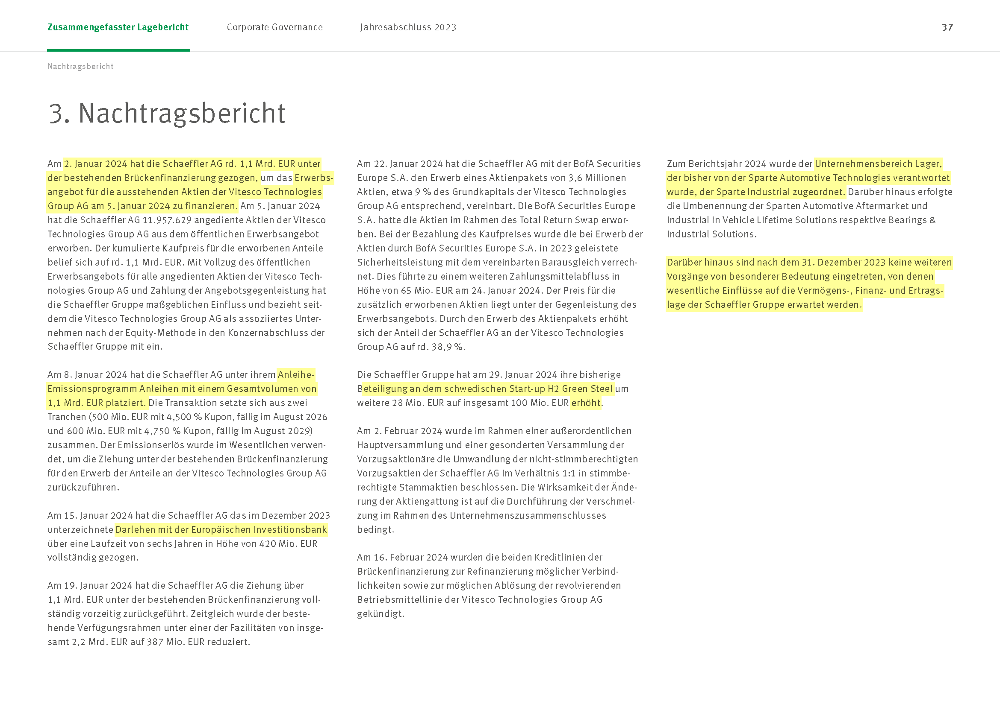 Zusammengefasster Lagebericht Corporate Governance Jahresabschluss 2023 37
Nachtragsbericht
3. Nachtragsbericht
Am 2. Januar 2024 hat die Schaeffler AG rd. 1,1 Mrd. EUR unter
der bestehenden Brückenfinanzierung gezogen, um das Erwerbs-
angebot für die ausstehenden Aktien der Vitesco Technologies
Group AG am 5. Januar 2024 zu finanzieren. Am 5. Januar 2024
hat die Schaeffler AG 11.957.629 angediente Aktien der Vitesco
Technologies Group AG aus dem öffentlichen Erwerbsangebot
erworben. Der kumulierte Kaufpreis für die erworbenen Anteile
belief sich auf rd. 1,1 Mrd. EUR. Mit Vollzug des öffentlichen
Erwerbsangebots für alle angedienten Aktien der Vitesco Tech-
nologies Group AG und Zahlung der Angebotsgegenleistung hat
die Schaeffler Gruppe maßgeblichen Einfluss und bezieht seit-
dem die Vitesco Technologies Group AG als assoziiertes Unter-
nehmen nach der Equity-Methode in den Konzernabschluss der
Schaeffler Gruppe mit ein.
Am 8. Januar 2024 hat die Schaeffler AG unter ihrem Anleihe-
Emissionsprogramm Anleihen mit einem Gesamtvolumen von
1,1 Mrd. EUR platziert. Die Transaktion setzte sich aus zwei
Tranchen (500 Mio. EUR mit 4,500 % Kupon, fällig im August 2026
und 600 Mio. EUR mit 4,750 % Kupon, fällig im August 2029)
zusammen. Der Emissionserlös wurde im Wesentlichen verwen-
det, um die Ziehung unter der bestehenden Brückenfinanzierung
für den Erwerb der Anteile an der Vitesco Technologies Group AG
zurückzuführen.
Am 15. Januar 2024 hat die Schaeffler AG das im Dezember 2023
unterzeichnete Darlehen mit der Europäischen Investitionsbank
über eine Laufzeit von sechs Jahren in Höhe von 420 Mio. EUR
vollständig gezogen.
Am 19. Januar 2024 hat die Schaeffler AG die Ziehung über
1,1 Mrd. EUR unter der bestehenden Brückenfinanzierung voll-
ständig vorzeitig zurückgeführt. Zeitgleich wurde der beste-
hende Verfügungsrahmen unter einer der Fazilitäten von insge-
samt 2,2 Mrd. EUR auf 387 Mio. EUR reduziert.
Am 22. Januar 2024 hat die Schaeffler AG mit der BofA Securities
Europe S.A. den Erwerb eines Aktienpakets von 3,6 Millionen
Aktien, etwa 9 % des Grundkapitals der Vitesco Technologies
Group AG entsprechend, vereinbart. Die BofA Securities Europe
S.A. hatte die Aktien im Rahmen des Total Return Swap erwor-
ben. Bei der Bezahlung des Kaufpreises wurde die bei Erwerb der
Aktien durch BofA Securities Europe S.A. in 2023 geleistete
Sicherheitsleistung mit dem vereinbarten Barausgleich verrech-
net. Dies führte zu einem weiteren Zahlungsmittelabfluss in
Höhe von 65 Mio. EUR am 24. Januar 2024. Der Preis für die
zusätzlich erworbenen Aktien liegt unter der Gegenleistung des
Erwerbsangebots. Durch den Erwerb des Aktienpakets erhöht
sich der Anteil der Schaeffler AG an der Vitesco Technologies
Group AG auf rd. 38,9 %.
Die Schaeffler Gruppe hat am 29. Januar 2024 ihre bisherige
Beteiligung an dem schwedischen Start-up H2 Green Steel um
weitere 28 Mio. EUR auf insgesamt 100 Mio. EUR erhöht.
Am 2. Februar 2024 wurde im Rahmen einer außerordentlichen
Hauptversammlung und einer gesonderten Versammlung der
Vorzugsaktionäre die Umwandlung der nicht-stimmberechtigten
Vorzugsaktien der Schaeffler AG im Verhältnis 1:1 in stimmbe-
rechtigte Stammaktien beschlossen. Die Wirksamkeit der Ände-
rung der Aktiengattung ist auf die Durchführung der Verschmel-
zung im Rahmen des Unternehmenszusammenschlusses
bedingt.
Am 16. Februar 2024 wurden die beiden Kreditlinien der
Brückenfinanzierung zur Refinanzierung möglicher Verbind-
lichkeiten sowie zur möglichen Ablösung der revolvierenden
Betriebsmittellinie der Vitesco Technologies Group AG
gekündigt.
Zum Berichtsjahr 2024 wurde der Unternehmensbereich Lager,
der bisher von der Sparte Automotive Technologies verantwortet
wurde, der Sparte Industrial zugeordnet. Darüber hinaus erfolgte
die Umbenennung der Sparten Automotive Aftermarket und
Industrial in Vehicle Lifetime Solutions respektive Bearings &
Industrial Solutions.
Darüber hinaus sind nach dem 31. Dezember 2023 keine weiteren
Vorgänge von besonderer Bedeutung eingetreten, von denen
wesentliche Einflüsse auf die Vermögens-, Finanz- und Ertrags-
lage der Schaeffler Gruppe erwartet werden.